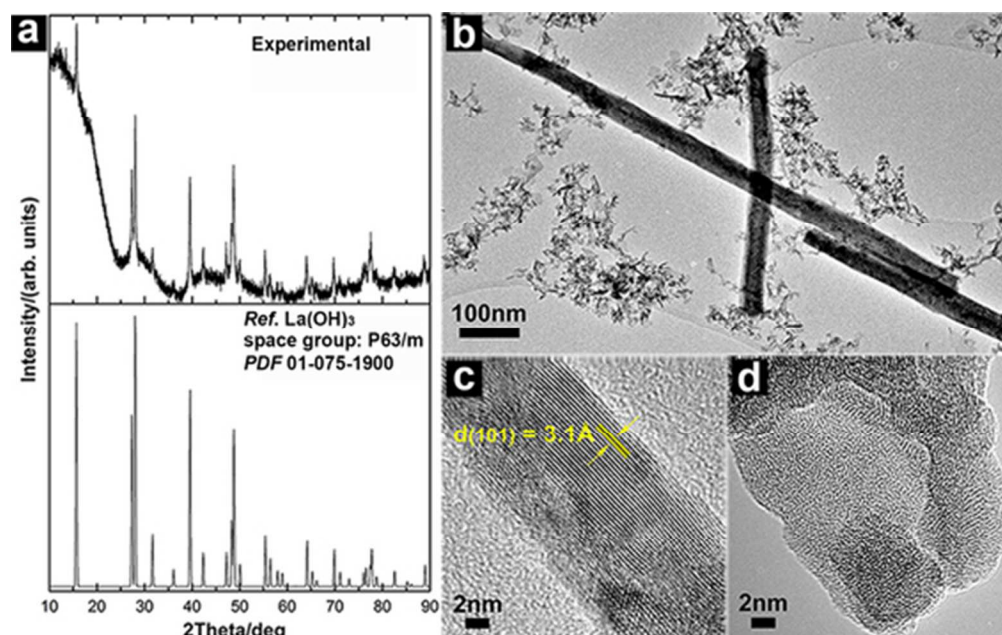 a
Experimental
Ref. La(OH)₃
space group: P63/m
PDF 01-075-1900
Intensity/(arb. units)
10 20 30 40 50 60 70 80 90
2Theta/deg
b
100nm
c
d(101) = 3.1A
2nm
d
2nm